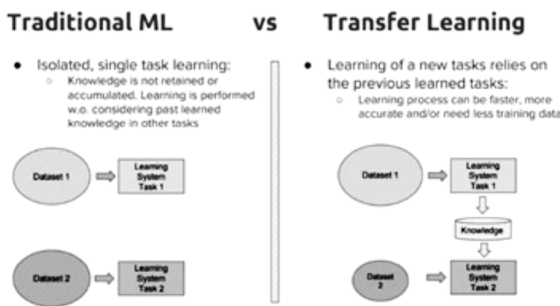 Traditional ML vs Transfer Learning
Isolated, single task learning:
Knowledge is not retained or
accumulated. Learning is performed
w.o. considering past learned
knowledge in other tasks
Learning of a new tasks relies on
the previous learned tasks:
Learning process can be faster, more
accurate and/or need less training data
Dataset 1
Learning
System
Task 1
Dataset 2
Learning
System
Task 2
Dataset 1
Learning
System
Task 1
Knowledge
Dataset
2
Learning
System
Task 2